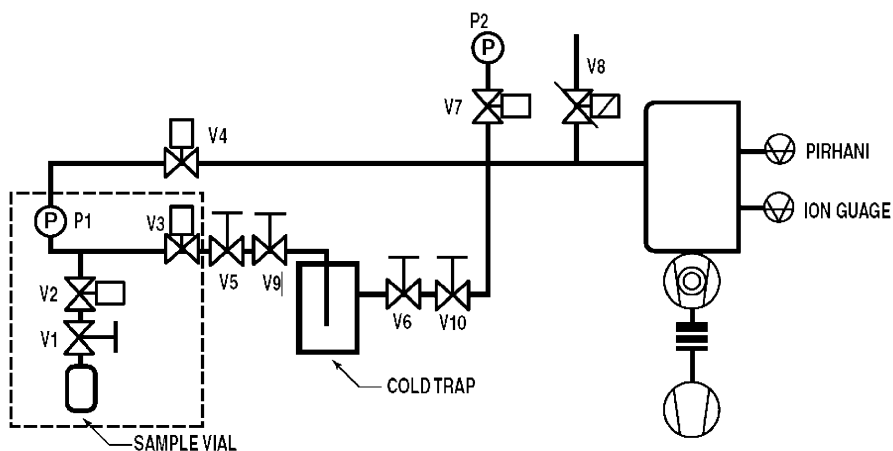 P2
P
V8
V7
V4
PIRHANI
P
P1
V3
ION GUAGE
V2
V5
V9
V1
V6
V10
COLD TRAP
SAMPLE VIAL